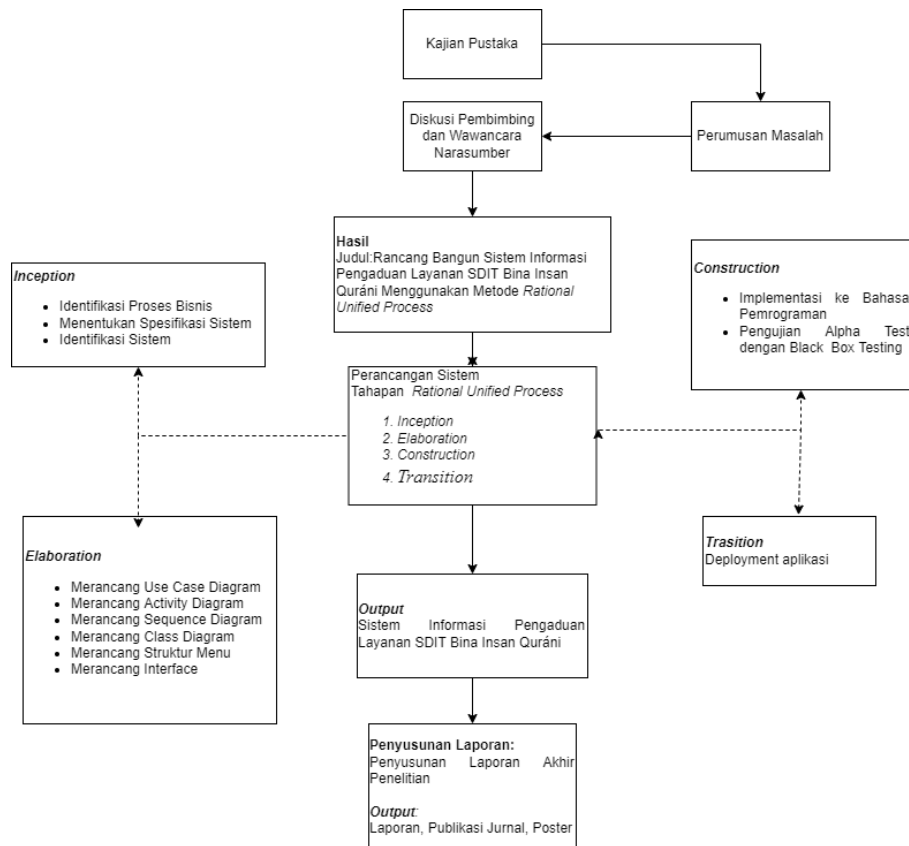 Kajian Pustaka
Diskusi Pembimbing
dan Wawancara
Narasumber
Perumusan Masalah
Hasil
Judul:Rancang Bangun Sistem Informasi
Pengaduan Layanan SDIT Bina Insan
Quráni Menggunakan Metode Rational
Unified Process
Inception
• Identifikasi Proses Bisnis
• Menentukan Spesifikasi Sistem
• Identifikasi Sistem
Construction
• Implementasi ke Bahasa
Pemrograman
• Pengujian Alpha Test
dengan Black Box Testing
Perancangan Sistem
Tahapan Rational Unified Process
1. Inception
2. Elaboration
3. Construction
4. Transition
Elaboration
• Merancang Use Case Diagram
• Merancang Activity Diagram
• Merancang Sequence Diagram
• Merancang Class Diagram
• Merancang Struktur Menu
• Merancang Interface
Trasition
Deployment aplikasi
Output
Sistem Informasi Pengaduan
Layanan SDIT Bina Insan Quráni
Penyusunan Laporan:
Penyusunan Laporan Akhir
Penelitian
Output:
Laporan, Publikasi Jurnal, Poster